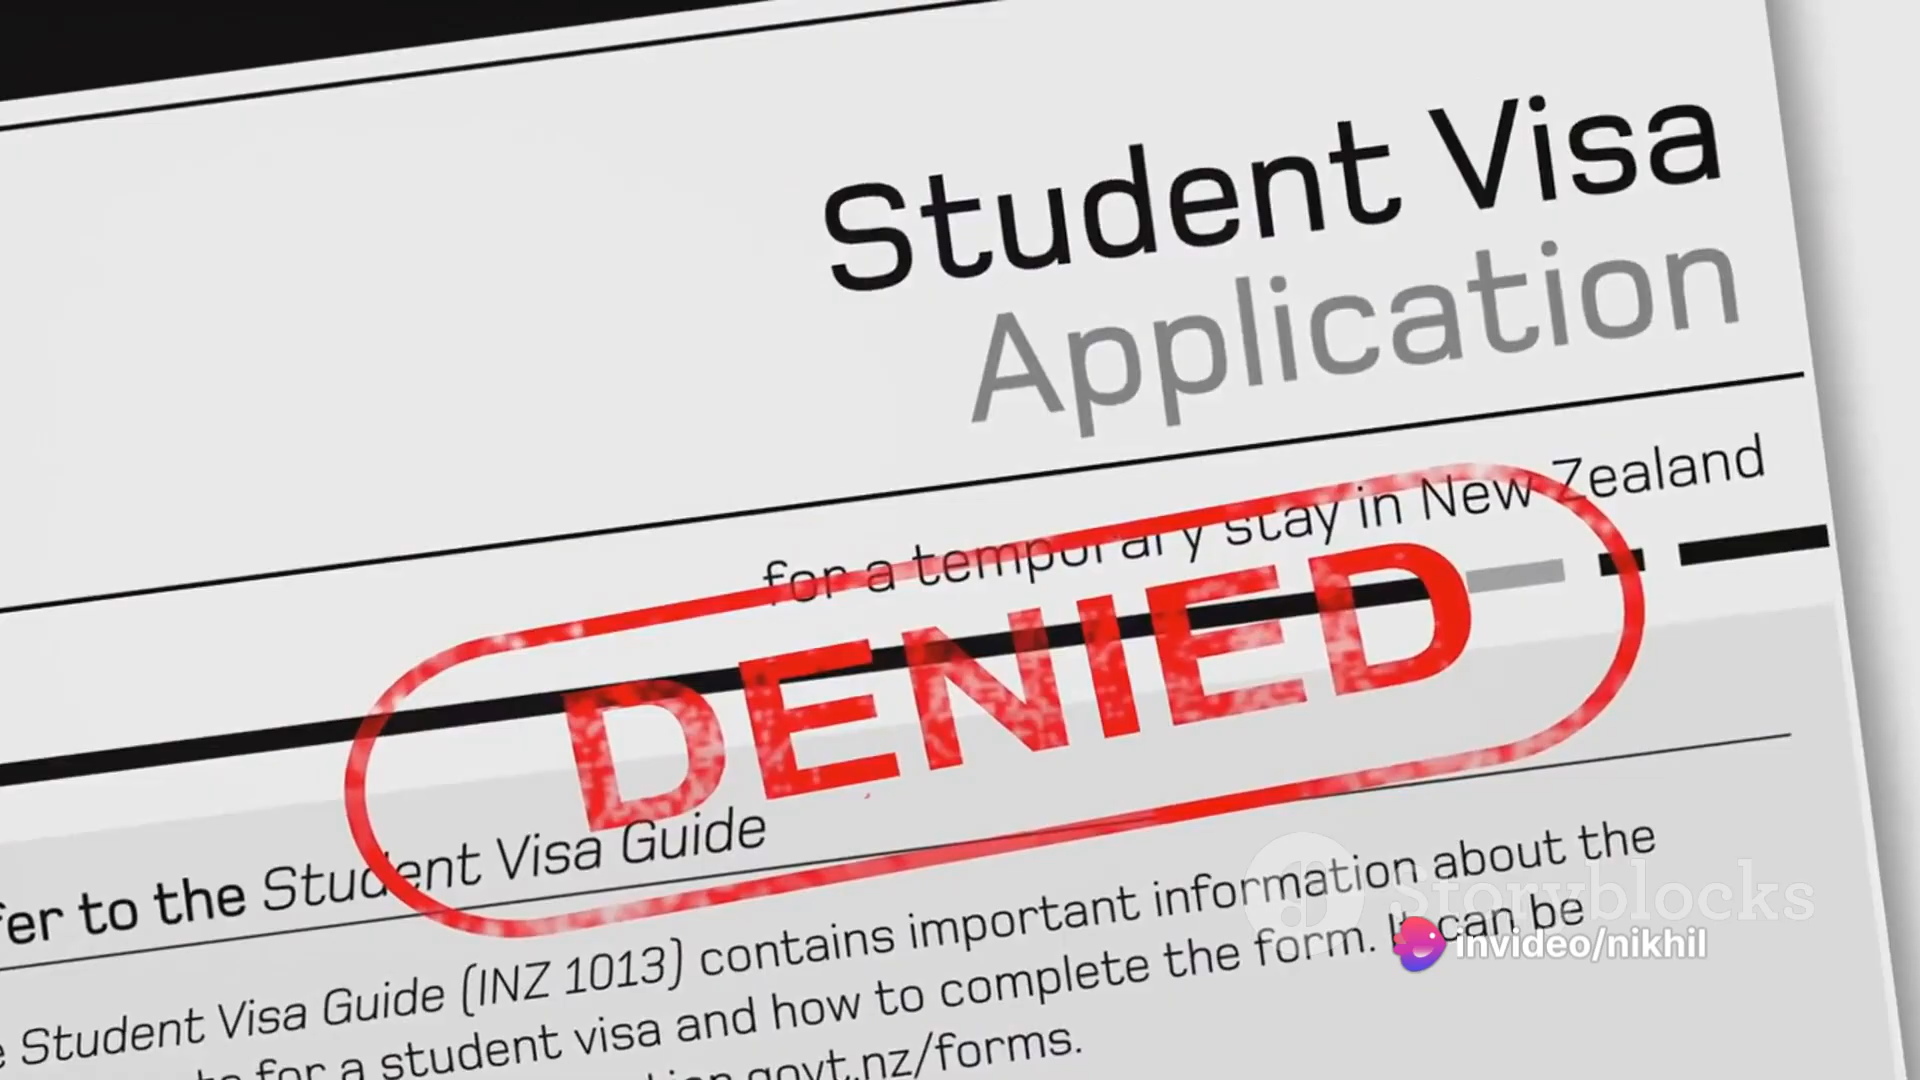 Student Visa
Application
for a temporary stay in New Zealand
DENIED
to the Student Visa Guide
Student Visa Guide (INZ 1013) contains important information about the
for a student visa and how to complete the form. It can be
govt.nz/forms.
Storyblocks
invideo/nikhil